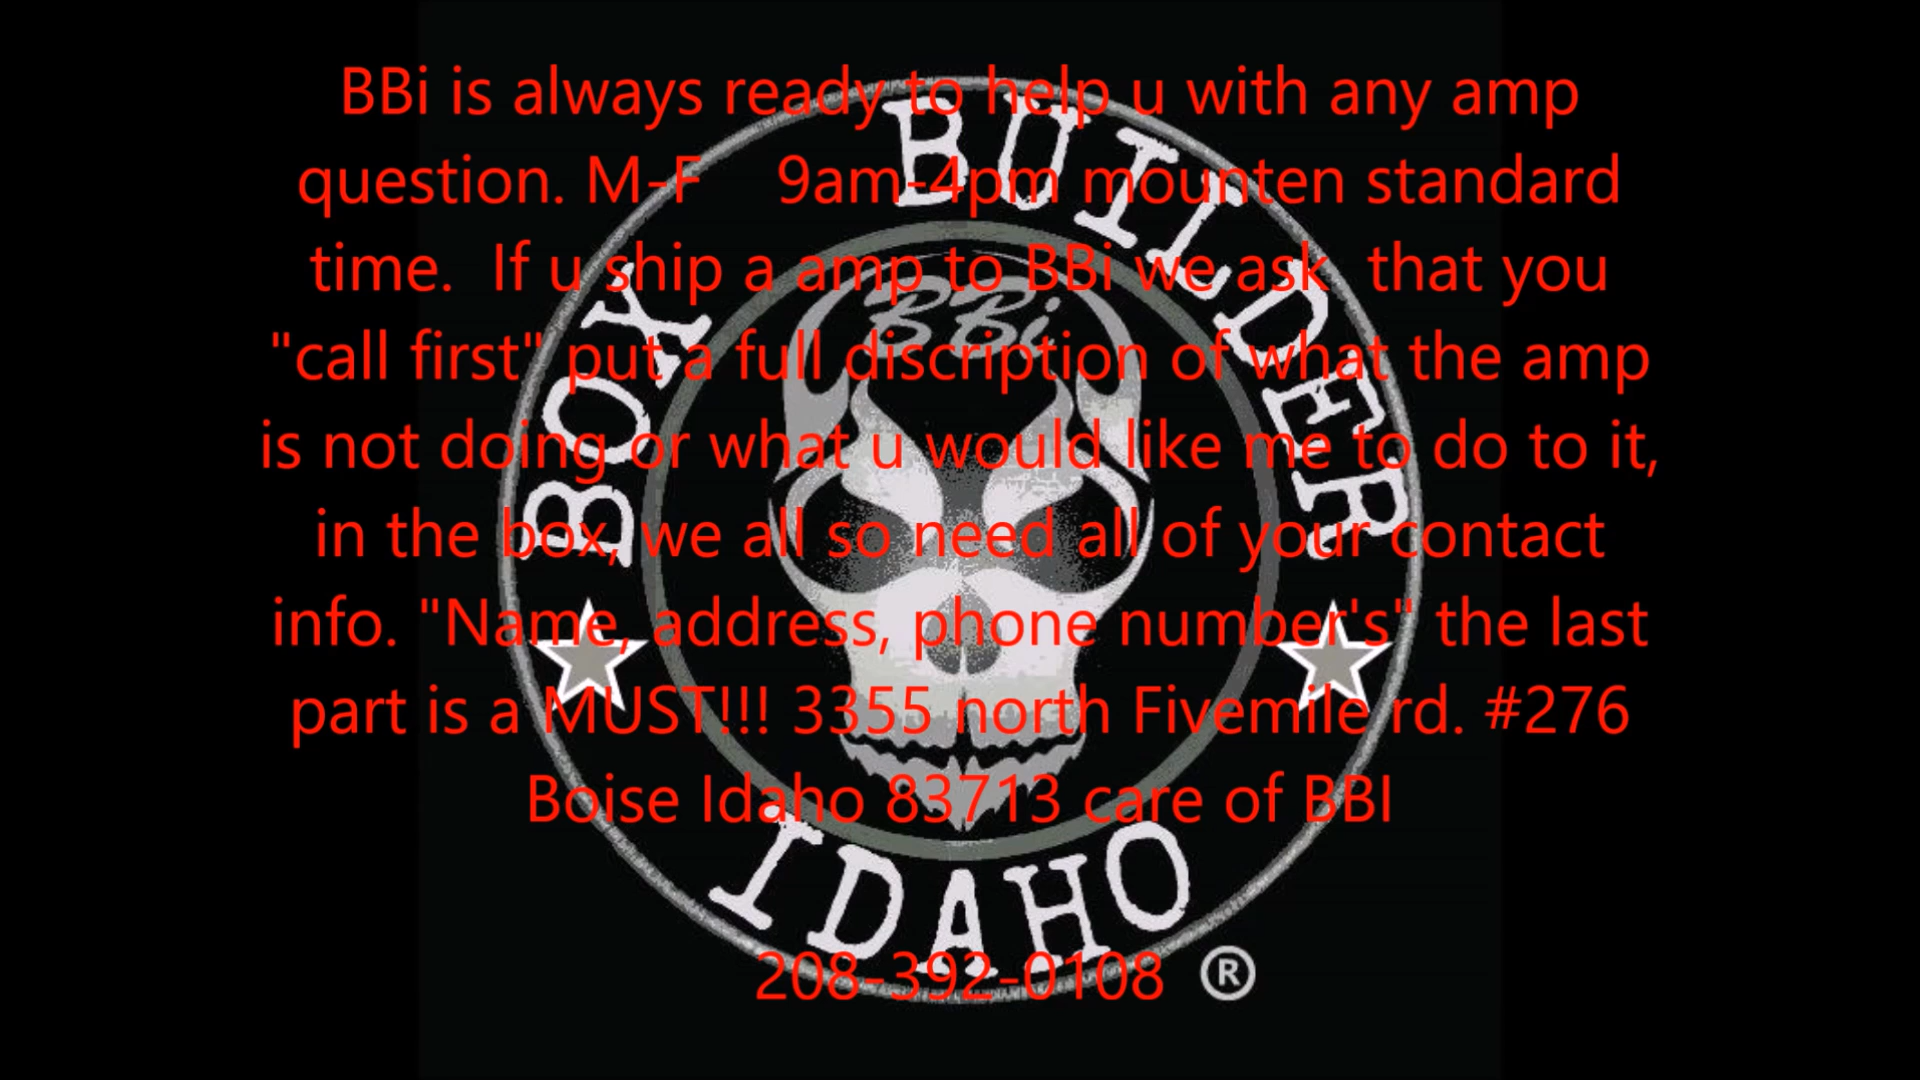 BBi is always ready to help u with any amp
question. M-F    9am-4pm mounten standard
time.  If u ship a amp to BBi we ask  that you
"call first" put a full discription of what the amp
is not doing or what u would like me to do to it,
in the box, we all so need all of your contact
info. "Name, address, phone number's" the last
part is a MUST!!! 3355 north Fivemile rd. #276
Boise Idaho 83713 care of BBI
208-392-0108 ®
BOX BUILDER
BBi
IDAHO